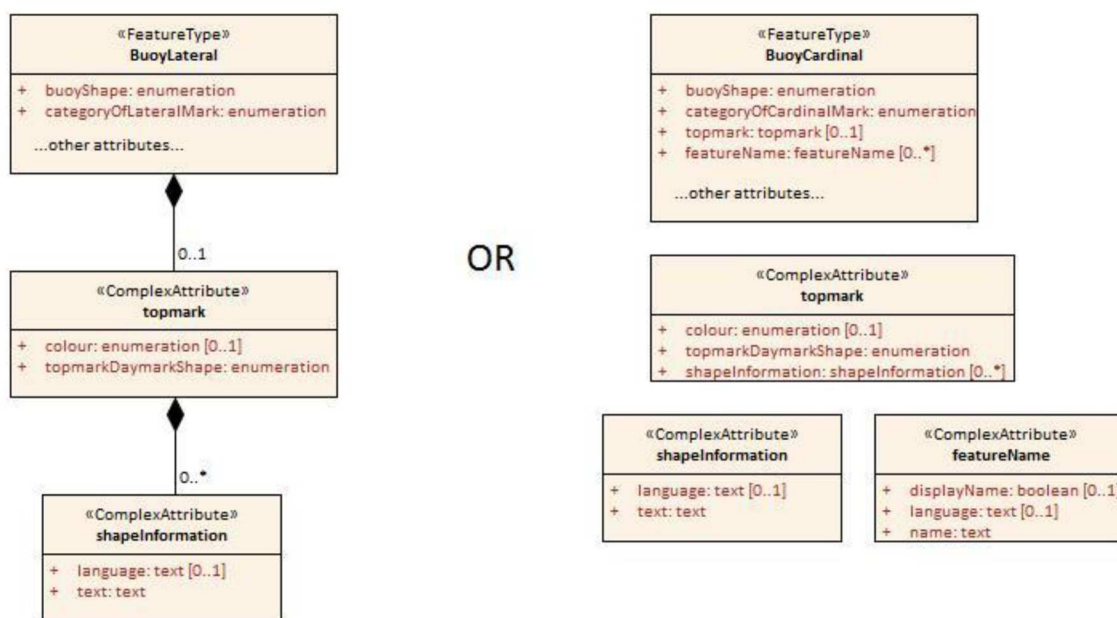 «FeatureType»
BuoyLateral
+ buoyShape: enumeration
+ categoryOfLateralMark: enumeration
...other attributes...
0..1
«ComplexAttribute»
topmark
+ colour: enumeration [0..1]
+ topmarkDaymarkShape: enumeration
0..*
«ComplexAttribute»
shapeInformation
+ language: text [0..1]
+ text: text
OR
«FeatureType»
BuoyCardinal
+ buoyShape: enumeration
+ categoryOfCardinalMark: enumeration
+ topmark: topmark [0..1]
+ featureName: featureName [0..*]
...other attributes...
«ComplexAttribute»
topmark
+ colour: enumeration [0..1]
+ topmarkDaymarkShape: enumeration
+ shapeInformation: shapeInformation [0..*]
«ComplexAttribute»
shapeInformation
+ language: text [0..1]
+ text: text
«ComplexAttribute»
featureName
+ displayName: boolean [0..1]
+ language: text [0..1]
+ name: text